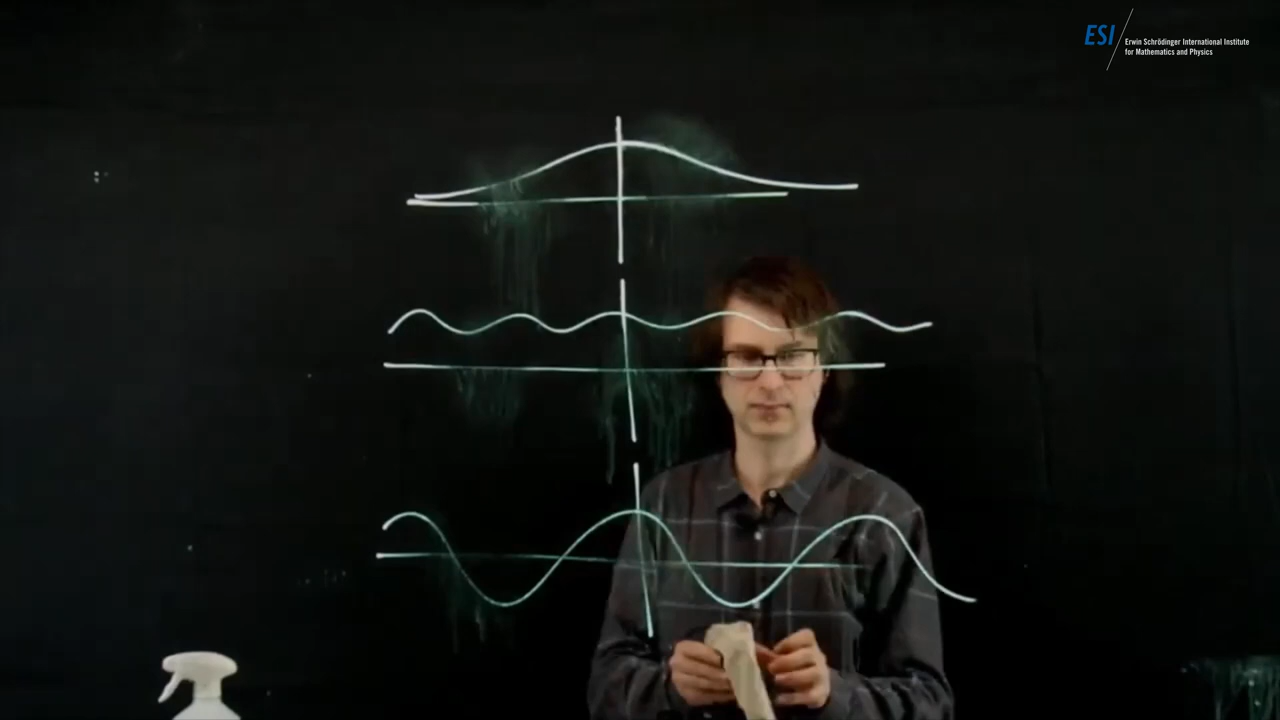 ESI
Erwin Schrödinger International Institute
for Mathematics and Physics